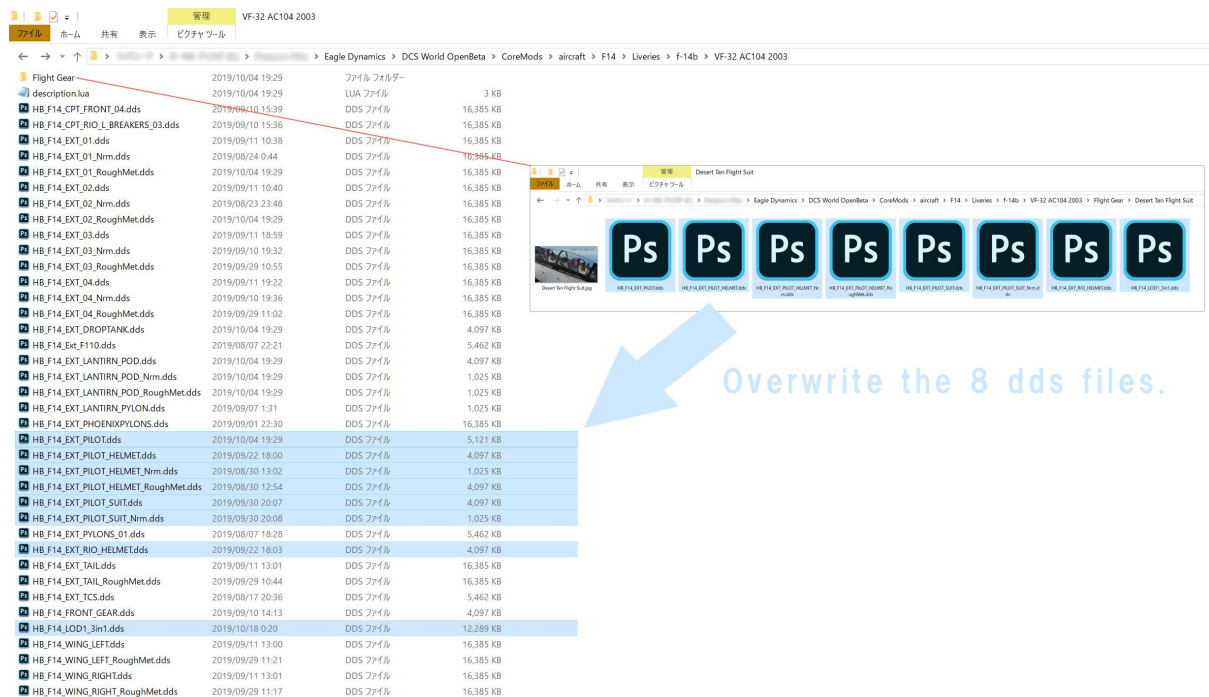 管理 VF-32 AC104 2003
ファイル ホーム 共有 表示 ピクチャ ツール
Eagle Dynamics > DCS World OpenBeta > CoreMods > aircraft > F14 > Liveries > f-14b > VF-32 AC104 2003
Flight Gear 2019/10/04 19:29 ファイル フォルダー
description.lua 2019/10/04 19:29 LUA ファイル 3 KB
HB_F14_CPT_FRONT_04.dds 2019/09/10 15:39 DDS ファイル 16,385 KB
HB_F14_CPT_RIO_L_BREAKERS_03.dds 2019/09/10 15:36 DDS ファイル 16,385 KB
HB_F14_EXT_01.dds 2019/09/11 10:38 DDS ファイル 16,385 KB
HB_F14_EXT_01_Nrm.dds 2019/08/24 0:44 DDS ファイル 16,385 KB
HB_F14_EXT_01_RoughMet.dds 2019/10/04 19:29 DDS ファイル 16,385 KB
HB_F14_EXT_02.dds 2019/09/11 10:40 DDS ファイル 16,385 KB
HB_F14_EXT_02_Nrm.dds 2019/08/23 23:48 DDS ファイル 16,385 KB
HB_F14_EXT_02_RoughMet.dds 2019/10/04 19:29 DDS ファイル 16,385 KB
HB_F14_EXT_03.dds 2019/09/11 18:59 DDS ファイル 16,385 KB
HB_F14_EXT_03_Nrm.dds 2019/09/10 19:32 DDS ファイル 16,385 KB
HB_F14_EXT_03_RoughMet.dds 2019/09/29 10:55 DDS ファイル 16,385 KB
HB_F14_EXT_04.dds 2019/09/11 19:22 DDS ファイル 16,385 KB
HB_F14_EXT_04_Nrm.dds 2019/09/10 19:36 DDS ファイル 16,385 KB
HB_F14_EXT_04_RoughMet.dds 2019/09/29 11:02 DDS ファイル 16,385 KB
HB_F14_EXT_DROPTANK.dds 2019/10/04 19:29 DDS ファイル 4,097 KB
HB_F14_Ext_F110.dds 2019/08/07 22:21 DDS ファイル 5,462 KB
HB_F14_EXT_LANTIRN_POD.dds 2019/10/04 19:29 DDS ファイル 4,097 KB
HB_F14_EXT_LANTIRN_POD_Nrm.dds 2019/10/04 19:29 DDS ファイル 1,025 KB
HB_F14_EXT_LANTIRN_POD_RoughMet.dds 2019/10/04 19:29 DDS ファイル 1,025 KB
HB_F14_EXT_LANTIRN_PYLON.dds 2019/09/07 1:31 DDS ファイル 1,025 KB
HB_F14_EXT_PHOENIXPYLONS.dds 2019/09/01 22:30 DDS ファイル 16,385 KB
HB_F14_EXT_PILOT.dds 2019/10/04 19:29 DDS ファイル 5,121 KB
HB_F14_EXT_PILOT_HELMET.dds 2019/09/22 18:00 DDS ファイル 4,097 KB
HB_F14_EXT_PILOT_HELMET_Nrm.dds 2019/08/30 13:02 DDS ファイル 1,025 KB
HB_F14_EXT_PILOT_HELMET_RoughMet.dds 2019/08/30 12:54 DDS ファイル 4,097 KB
HB_F14_EXT_PILOT_SUIT.dds 2019/09/30 20:07 DDS ファイル 4,097 KB
HB_F14_EXT_PILOT_SUIT_Nrm.dds 2019/09/30 20:08 DDS ファイル 1,025 KB
HB_F14_EXT_PYLONS_01.dds 2019/08/07 18:28 DDS ファイル 5,462 KB
HB_F14_EXT_RIO_HELMET.dds 2019/09/22 18:03 DDS ファイル 4,097 KB
HB_F14_EXT_TAIL.dds 2019/09/11 13:01 DDS ファイル 16,385 KB
HB_F14_EXT_TAIL_RoughMet.dds 2019/09/29 10:44 DDS ファイル 16,385 KB
HB_F14_EXT_TCS.dds 2019/08/17 20:36 DDS ファイル 5,462 KB
HB_F14_FRONT_GEAR.dds 2019/09/10 14:13 DDS ファイル 4,097 KB
HB_F14_LOD1_3in1.dds 2019/10/18 0:20 DDS ファイル 12,289 KB
HB_F14_WING_LEFT.dds 2019/09/11 13:00 DDS ファイル 16,385 KB
HB_F14_WING_LEFT_RoughMet.dds 2019/09/29 11:21 DDS ファイル 16,385 KB
HB_F14_WING_RIGHT.dds 2019/09/11 13:01 DDS ファイル 16,385 KB
HB_F14_WING_RIGHT_RoughMet.dds 2019/09/29 11:17 DDS ファイル 16,385 KB
管理 Desert Tan Flight Suit
ファイル ホーム 共有 表示 ピクチャ ツール
Eagle Dynamics > DCS World OpenBeta > CoreMods > aircraft > F14 > Liveries > f-14b > VF-32 AC104 2003 > Flight Gear > Desert Tan Flight Suit
Ps Ps Ps Ps Ps Ps Ps Ps
Desert Tan Flight Suit.jpg HB_F14_EXT_PILOT.dds HB_F14_EXT_PILOT_HELMET.dds HB_F14_EXT_PILOT_HELMET_Nr HB_F14_EXT_PILOT_HELMET_Ro HB_F14_EXT_PILOT_SUIT.dds HB_F14_EXT_PILOT_SUIT_Nrm.d HB_F14_EXT_RIO_HELMET.dds HB_F14_LOD1_3in1.dds
m.dds ughMet.dds ds
Overwrite the 8 dds files.